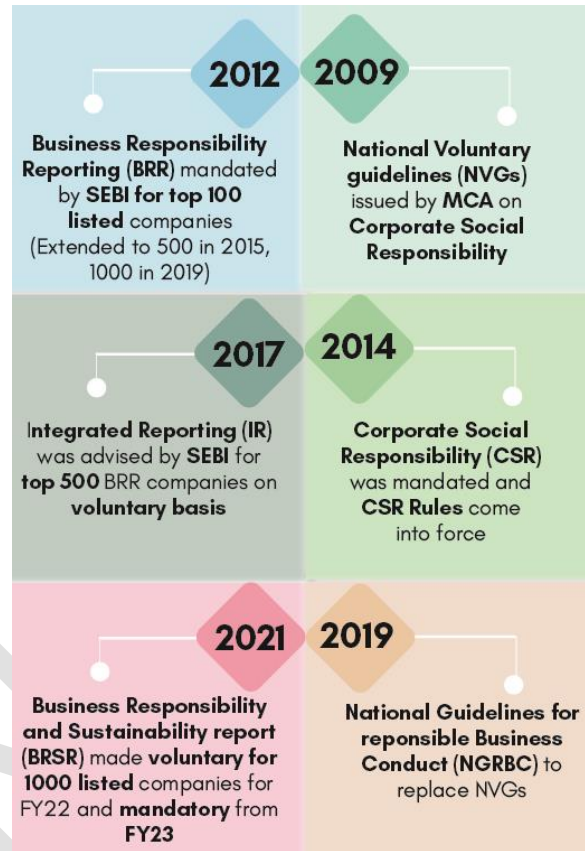 2012
Business Responsibility
Reporting (BRR) mandated
by SEBI for top 100
listed companies
(Extended to 500 in 2015,
1000 in 2019)
2009
National Voluntary
guidelines (NVGs)
issued by MCA on
Corporate Social
Responsibility
2017
Integrated Reporting (IR)
was advised by SEBI for
top 500 BRR companies on
voluntary basis
2014
Corporate Social
Responsibility (CSR)
was mandated and
CSR Rules come
into force
2021
Business Responsibility
and Sustainability report
(BRSR) made voluntary for
1000 listed companies for
FY22 and mandatory from
FY23
2019
National Guidelines for
reponsible Business
Conduct (NGRBC) to
replace NVGs